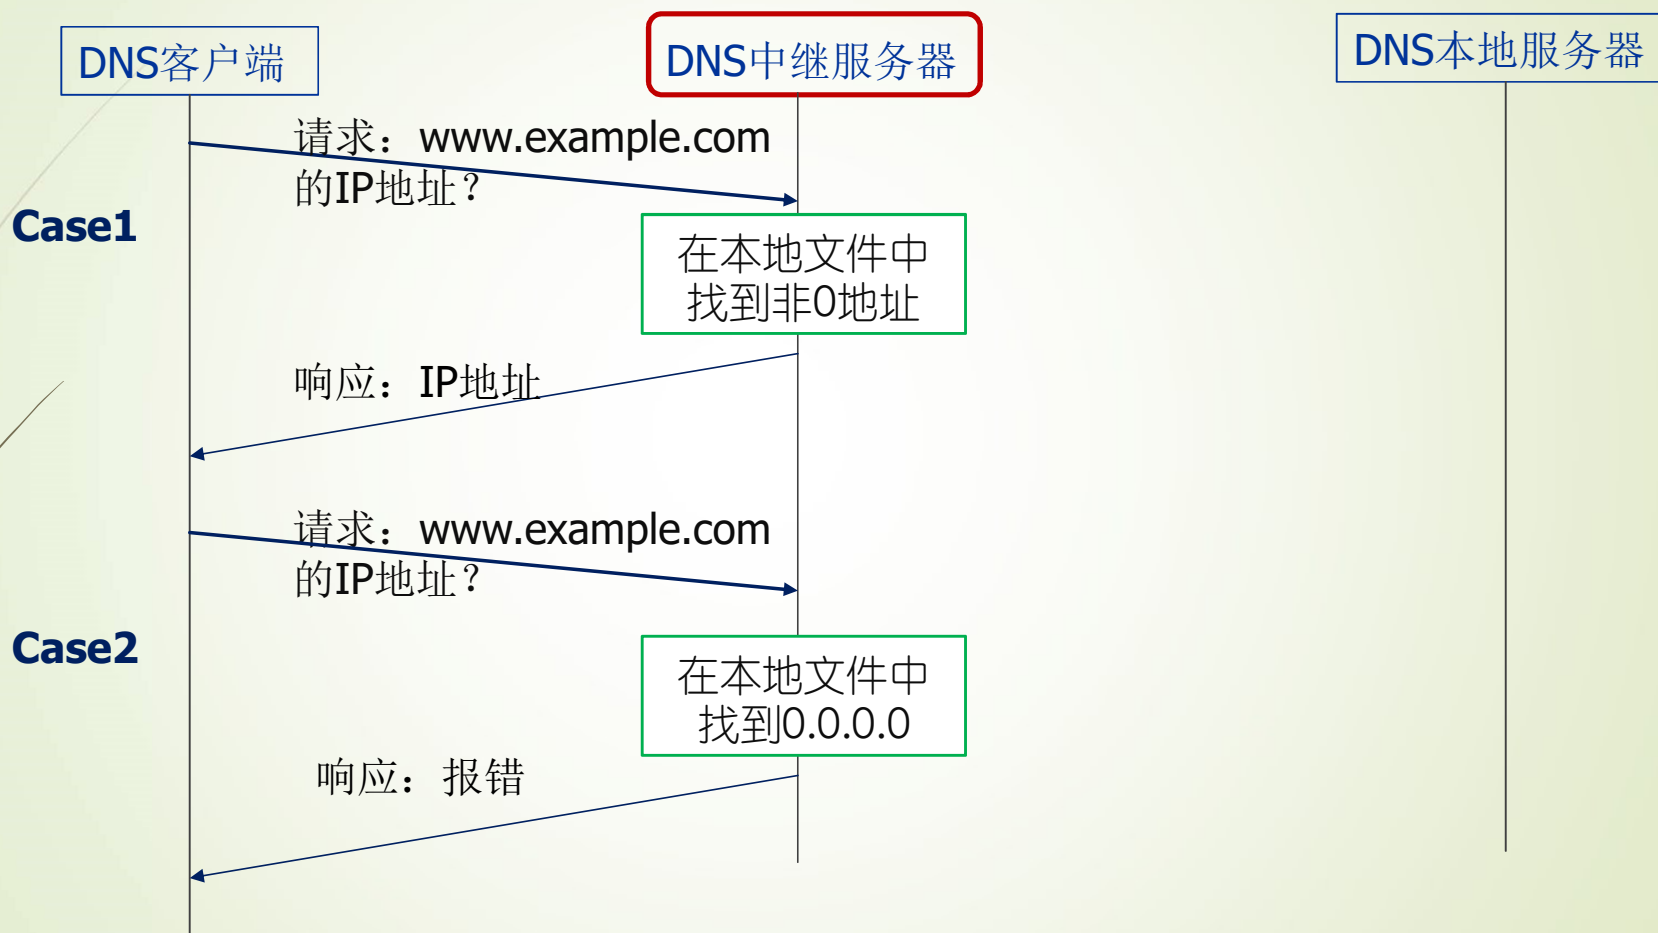 DNS客户端
DNS中继服务器
DNS本地服务器
请求：www.example.com
的IP地址？
Case1
在本地文件中
找到非0地址
响应：IP地址
请求：www.example.com
的IP地址？
Case2
在本地文件中
找到0.0.0.0
响应：报错